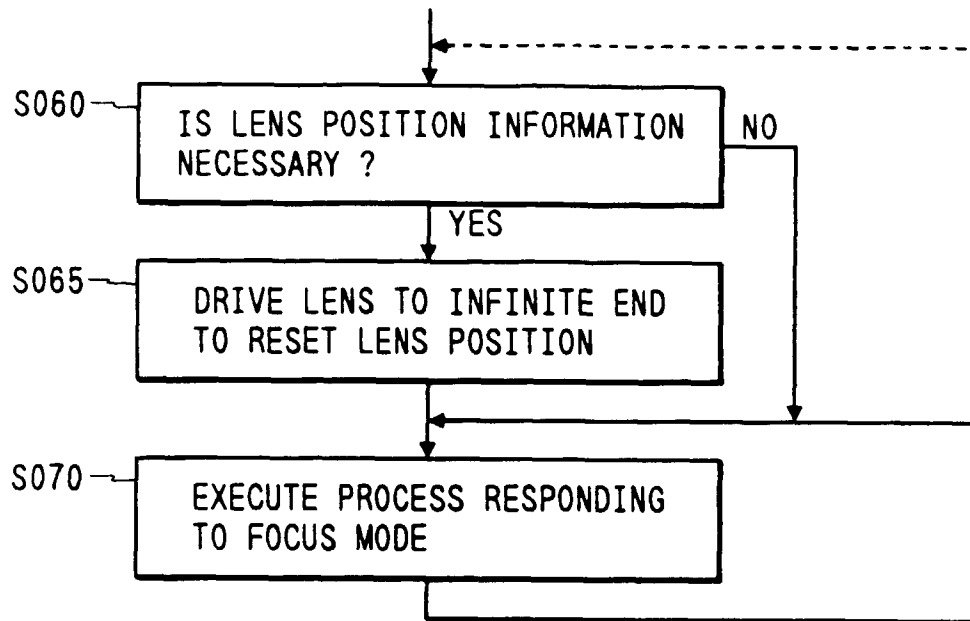 S060
IS LENS POSITION INFORMATION
NECESSARY ?
NO
YES
S065
DRIVE LENS TO INFINITE END
TO RESET LENS POSITION
S070
EXECUTE PROCESS RESPONDING
TO FOCUS MODE